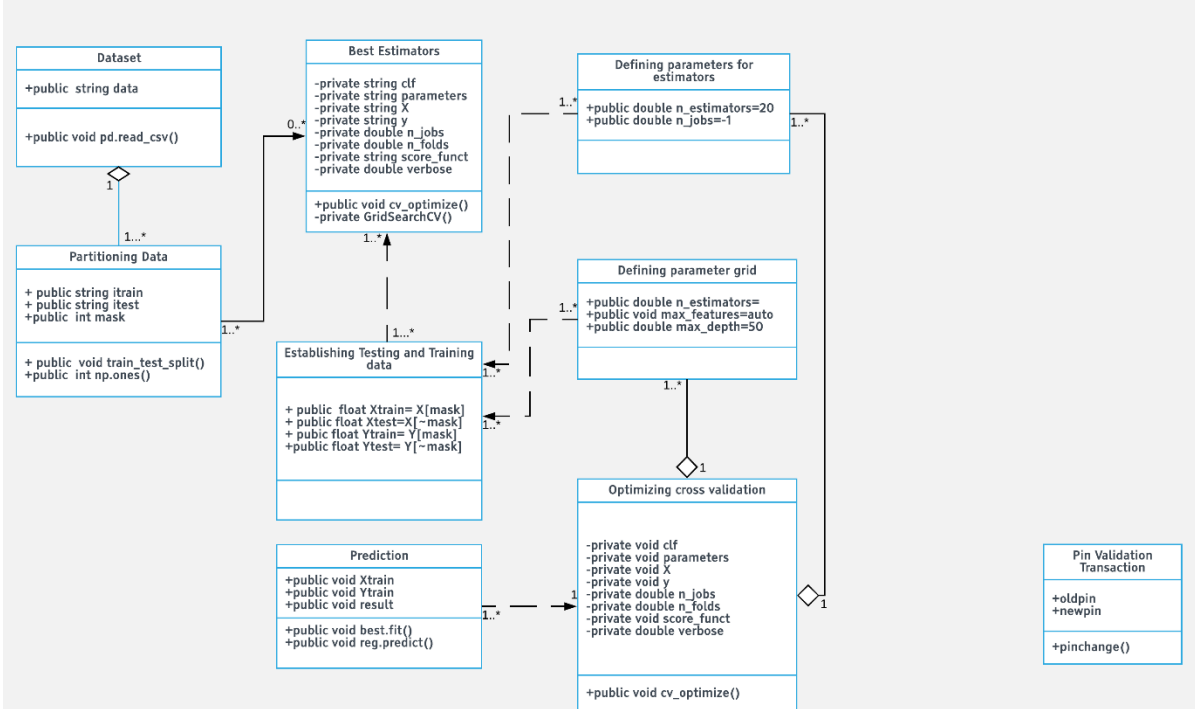 Dataset
+public string data
+public void pd.read_csv()
1
1...*
Partitioning Data
+ public string itrain
+ public string itest
+public int mask
+ public void train_test_split()
+public int np.ones()
1..*
0..*
Best Estimators
-private string clf
-private string parameters
-private string X
-private string y
-private double n_jobs
-private double n_folds
-private string score_funct
-private double verbose
+public void cv_optimize()
-private GridSearchCV()
1..*
1...*
Establishing Testing and Training
data
+ public float Xtrain= X[mask]
+ public float Xtest=X[~mask]
+ pubic float Ytrain= Y[mask]
+public float Ytest= Y[~mask]
1..*
1..*
Prediction
+public void Xtrain
+public void Ytrain
+public void result
+public void best.fit()
+public void reg.predict()
1..*
1
Defining parameters for
estimators
+public double n_estimators=20
+public double n_jobs=-1
1..*
1..*
Defining parameter grid
+public double n_estimators=
+public void max_features=auto
+public double max_depth=50
1..*
1..*
1
Optimizing cross validation
-private void clf
-private void parameters
-private void X
-private void y
-private double n_jobs
-private double n_folds
-private void score_funct
-private double verbose
+public void cv_optimize()
1
Pin Validation
Transaction
+oldpin
+newpin
+pinchange()